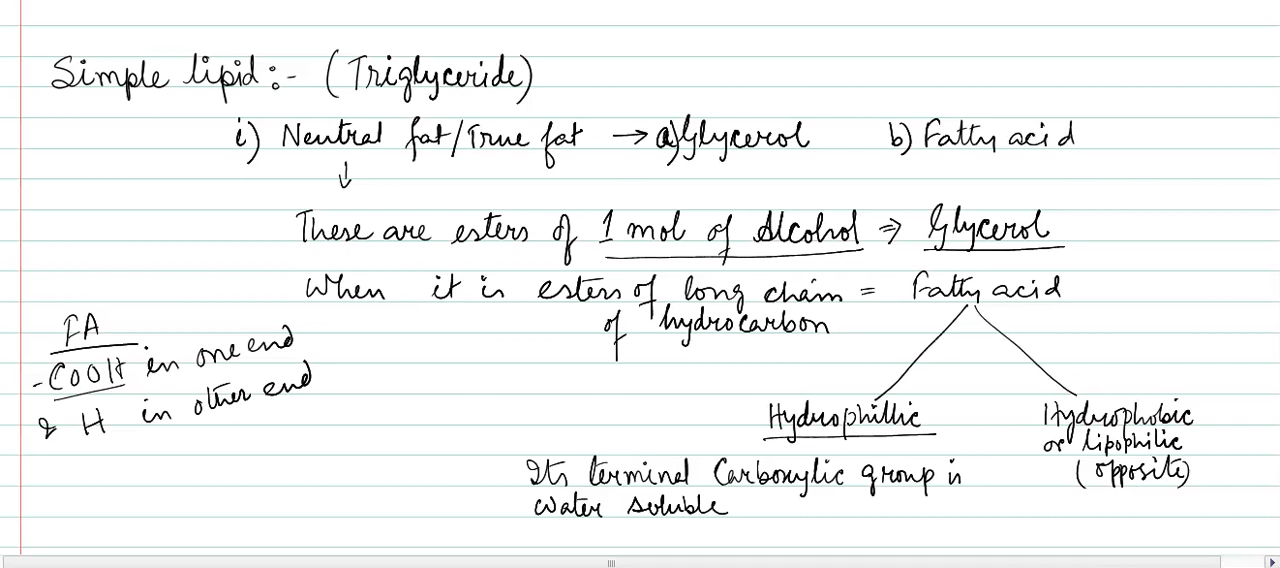 Simple lipid :- (Triglyceride)
i) Neutral fat/True fat → a) Glycerol b) Fatty acid
↓
These are esters of 1 mol of Alcohol ⇒ Glycerol
When it is esters of long chain = Fatty acid
of hydrocarbon
FA
-COOH in one end
& H in other end
Hydrophillic
Hydrophobic
or lipophilic
(opposite)
Its terminal Carboxylic group is
water soluble